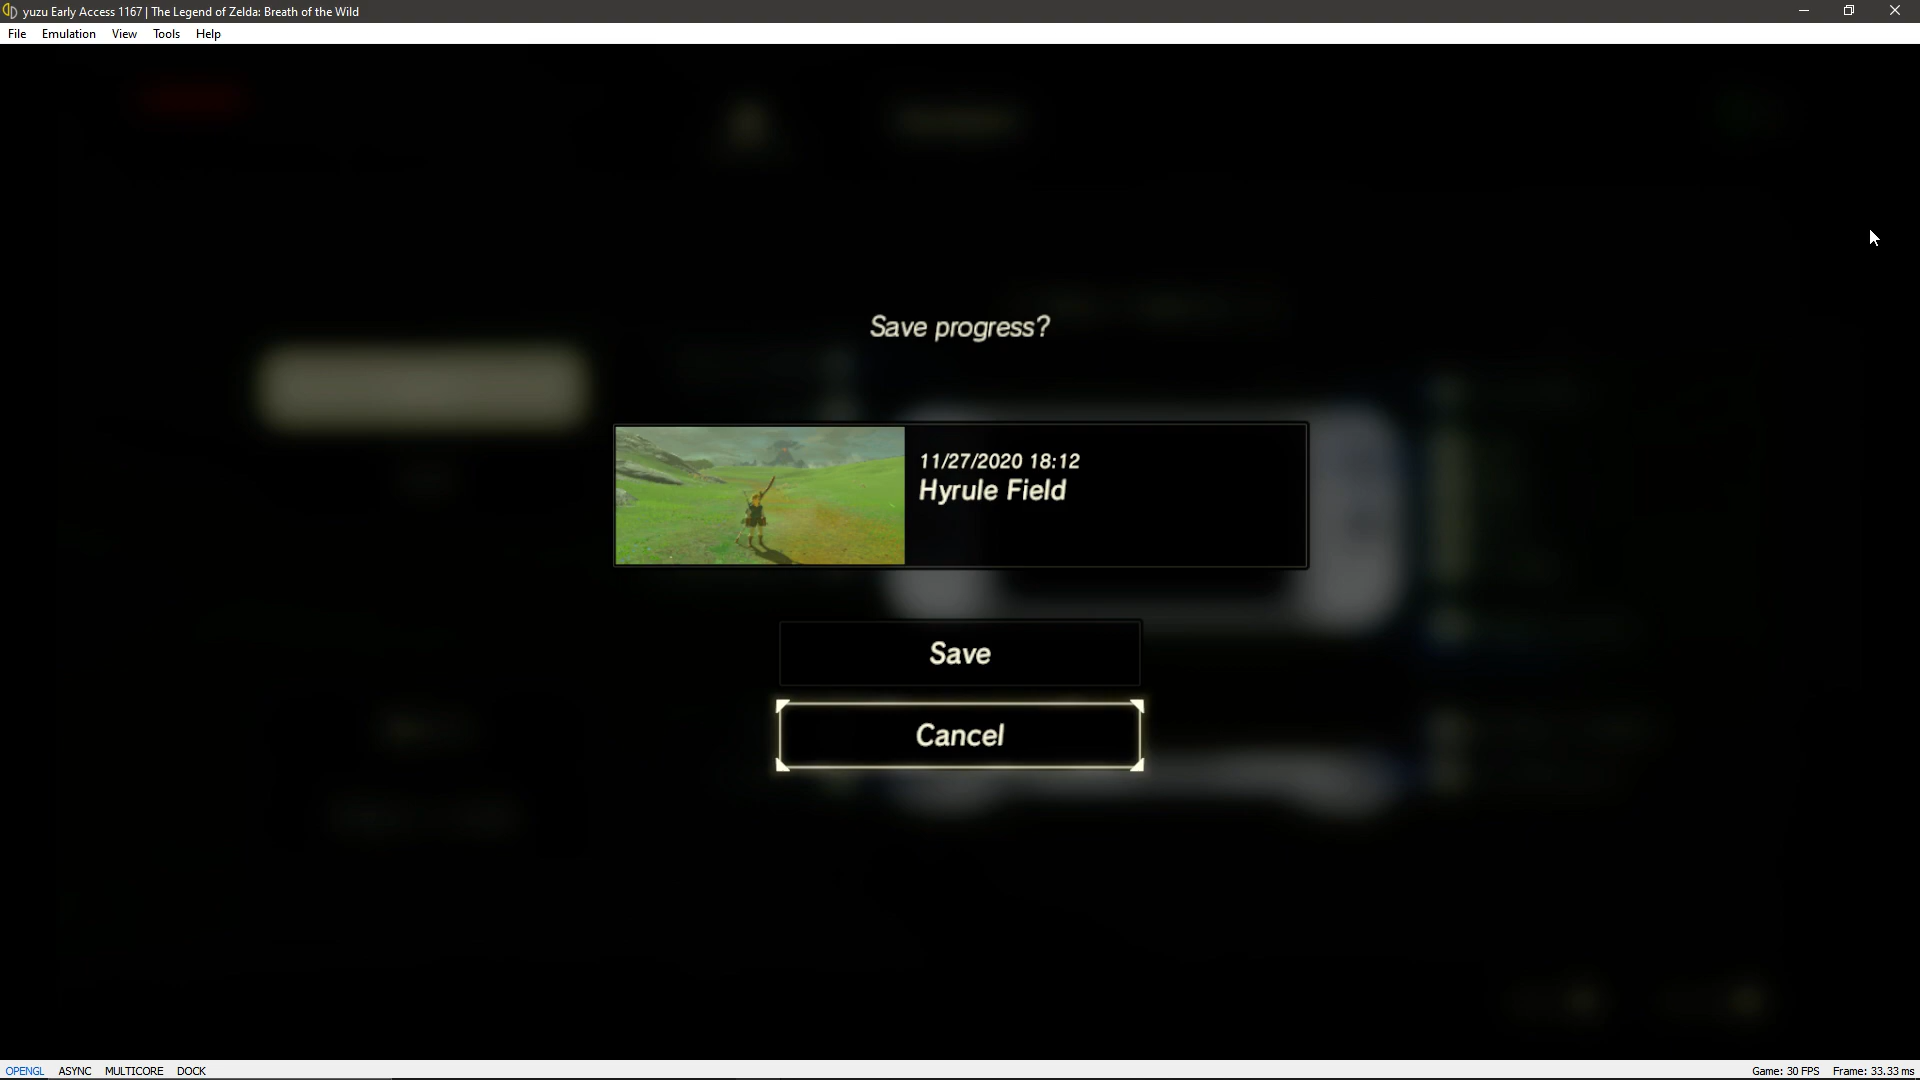 yuzu Early Access 1167 | The Legend of Zelda: Breath of the Wild
File Emulation View Tools Help
Save progress?
11/27/2020 18:12
Hyrule Field
Save
Cancel
OPENGL ASYNC MULTICORE DOCK Game: 30 FPS Frame: 33.33 ms